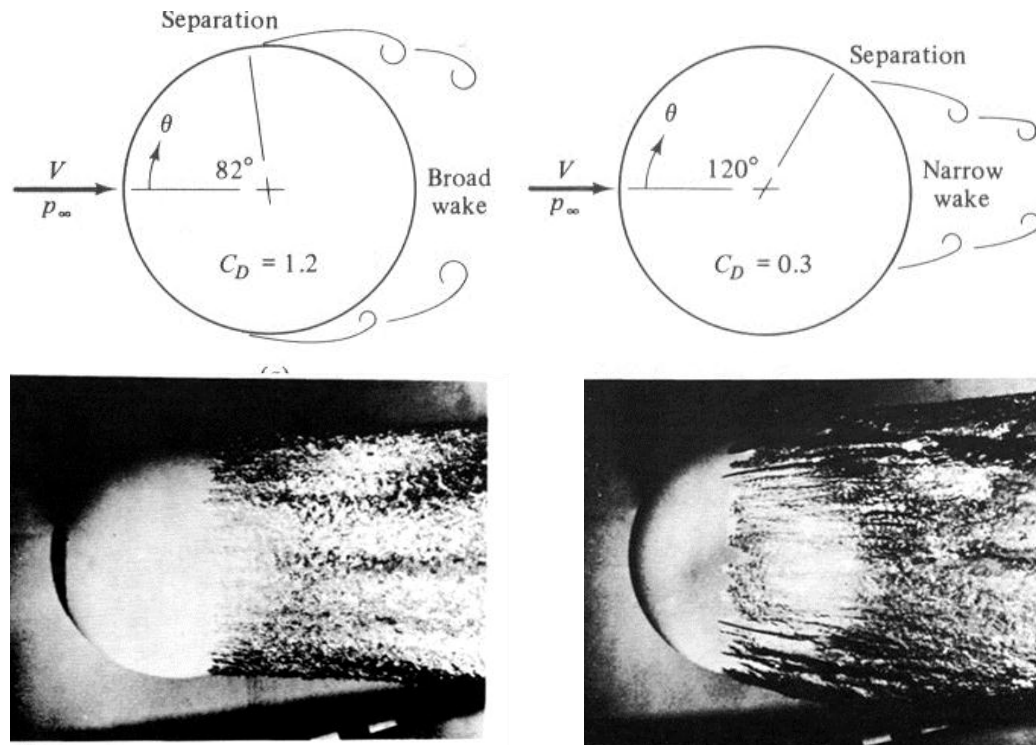 Separation
θ
V
p∞
82°
Broad
wake
C_D = 1.2
Separation
θ
V
p∞
120°
Narrow
wake
C_D = 0.3